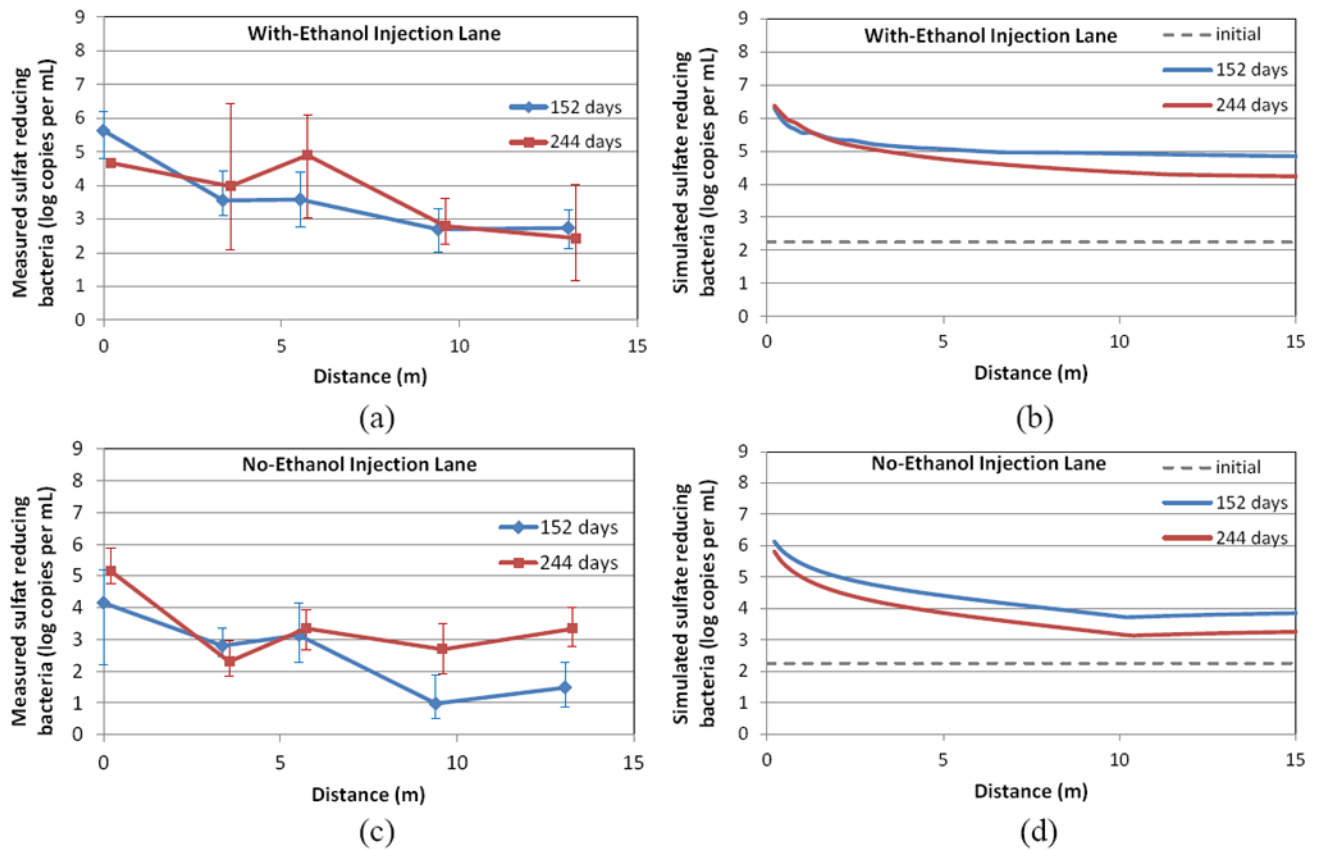 With-Ethanol Injection Lane
Measured sulfat reducing
bacteria (log copies per mL)
9
8
7
6
5
4
3
2
1
0
152 days
244 days
0
5
10
15
Distance (m)
(a)
With-Ethanol Injection Lane
Simulated sulfate reducing
bacteria (log copies per mL)
9
8
7
6
5
4
3
2
1
0
initial
152 days
244 days
0
5
10
15
Distance (m)
(b)
No-Ethanol Injection Lane
Measured sulfat reducing
bacteria (log copies per mL)
9
8
7
6
5
4
3
2
1
0
152 days
244 days
0
5
10
15
Distance (m)
(c)
No-Ethanol Injection Lane
Simulated sulfate reducing
bacteria (log copies per mL)
9
8
7
6
5
4
3
2
1
0
initial
152 days
244 days
0
5
10
15
Distance (m)
(d)